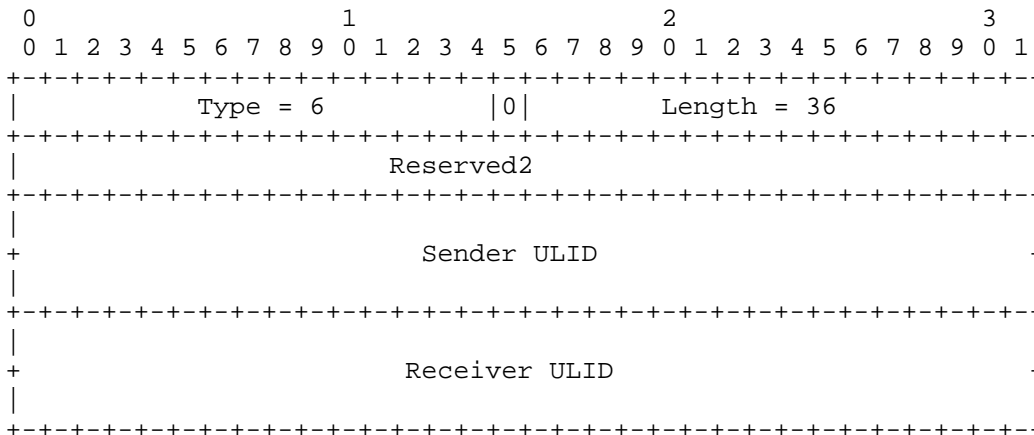 0                   1                   2                   3
 0 1 2 3 4 5 6 7 8 9 0 1 2 3 4 5 6 7 8 9 0 1 2 3 4 5 6 7 8 9 0 1
+-+-+-+-+-+-+-+-+-+-+-+-+-+-+-+-+-+-+-+-+-+-+-+-+-+-+-+-+-+-+-+-
|           Type = 6          |0|        Length = 36
+-+-+-+-+-+-+-+-+-+-+-+-+-+-+-+-+-+-+-+-+-+-+-+-+-+-+-+-+-+-+-+-
|                       Reserved2
+-+-+-+-+-+-+-+-+-+-+-+-+-+-+-+-+-+-+-+-+-+-+-+-+-+-+-+-+-+-+-+-
|
+                         Sender ULID                           -
|
+-+-+-+-+-+-+-+-+-+-+-+-+-+-+-+-+-+-+-+-+-+-+-+-+-+-+-+-+-+-+-+-
|
+                        Receiver ULID                          -
|
+-+-+-+-+-+-+-+-+-+-+-+-+-+-+-+-+-+-+-+-+-+-+-+-+-+-+-+-+-+-+-+-